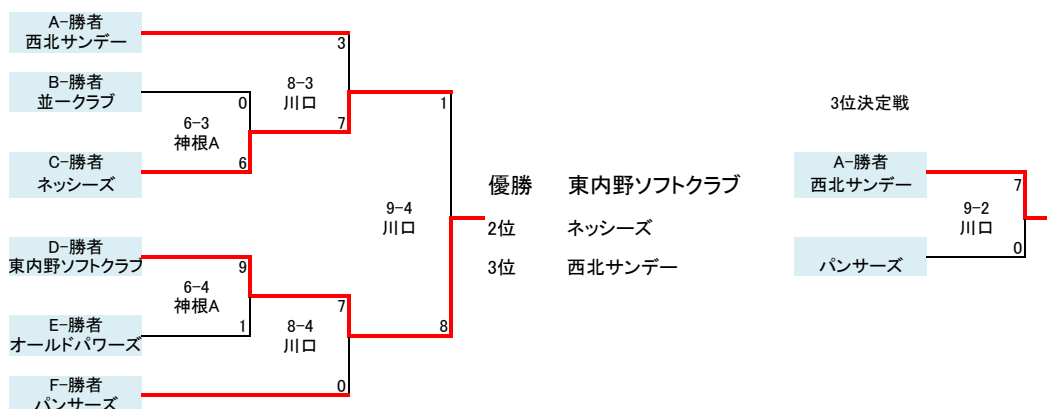 A-勝者
西北サンデー
3
B-勝者
並一クラブ
0
8-3
川口
1
6-3
神根A
7
C-勝者
ネッシーズ
6
9-4
川口
D-勝者
東内野ソフトクラブ
9
6-4
神根A
7
E-勝者
オールドパワーズ
1
8-4
川口
8
F-勝者
パンサーズ
0
優勝 東内野ソフトクラブ
2位 ネッシーズ
3位 西北サンデー
3位決定戦
A-勝者
西北サンデー
7
9-2
川口
パンサーズ
0